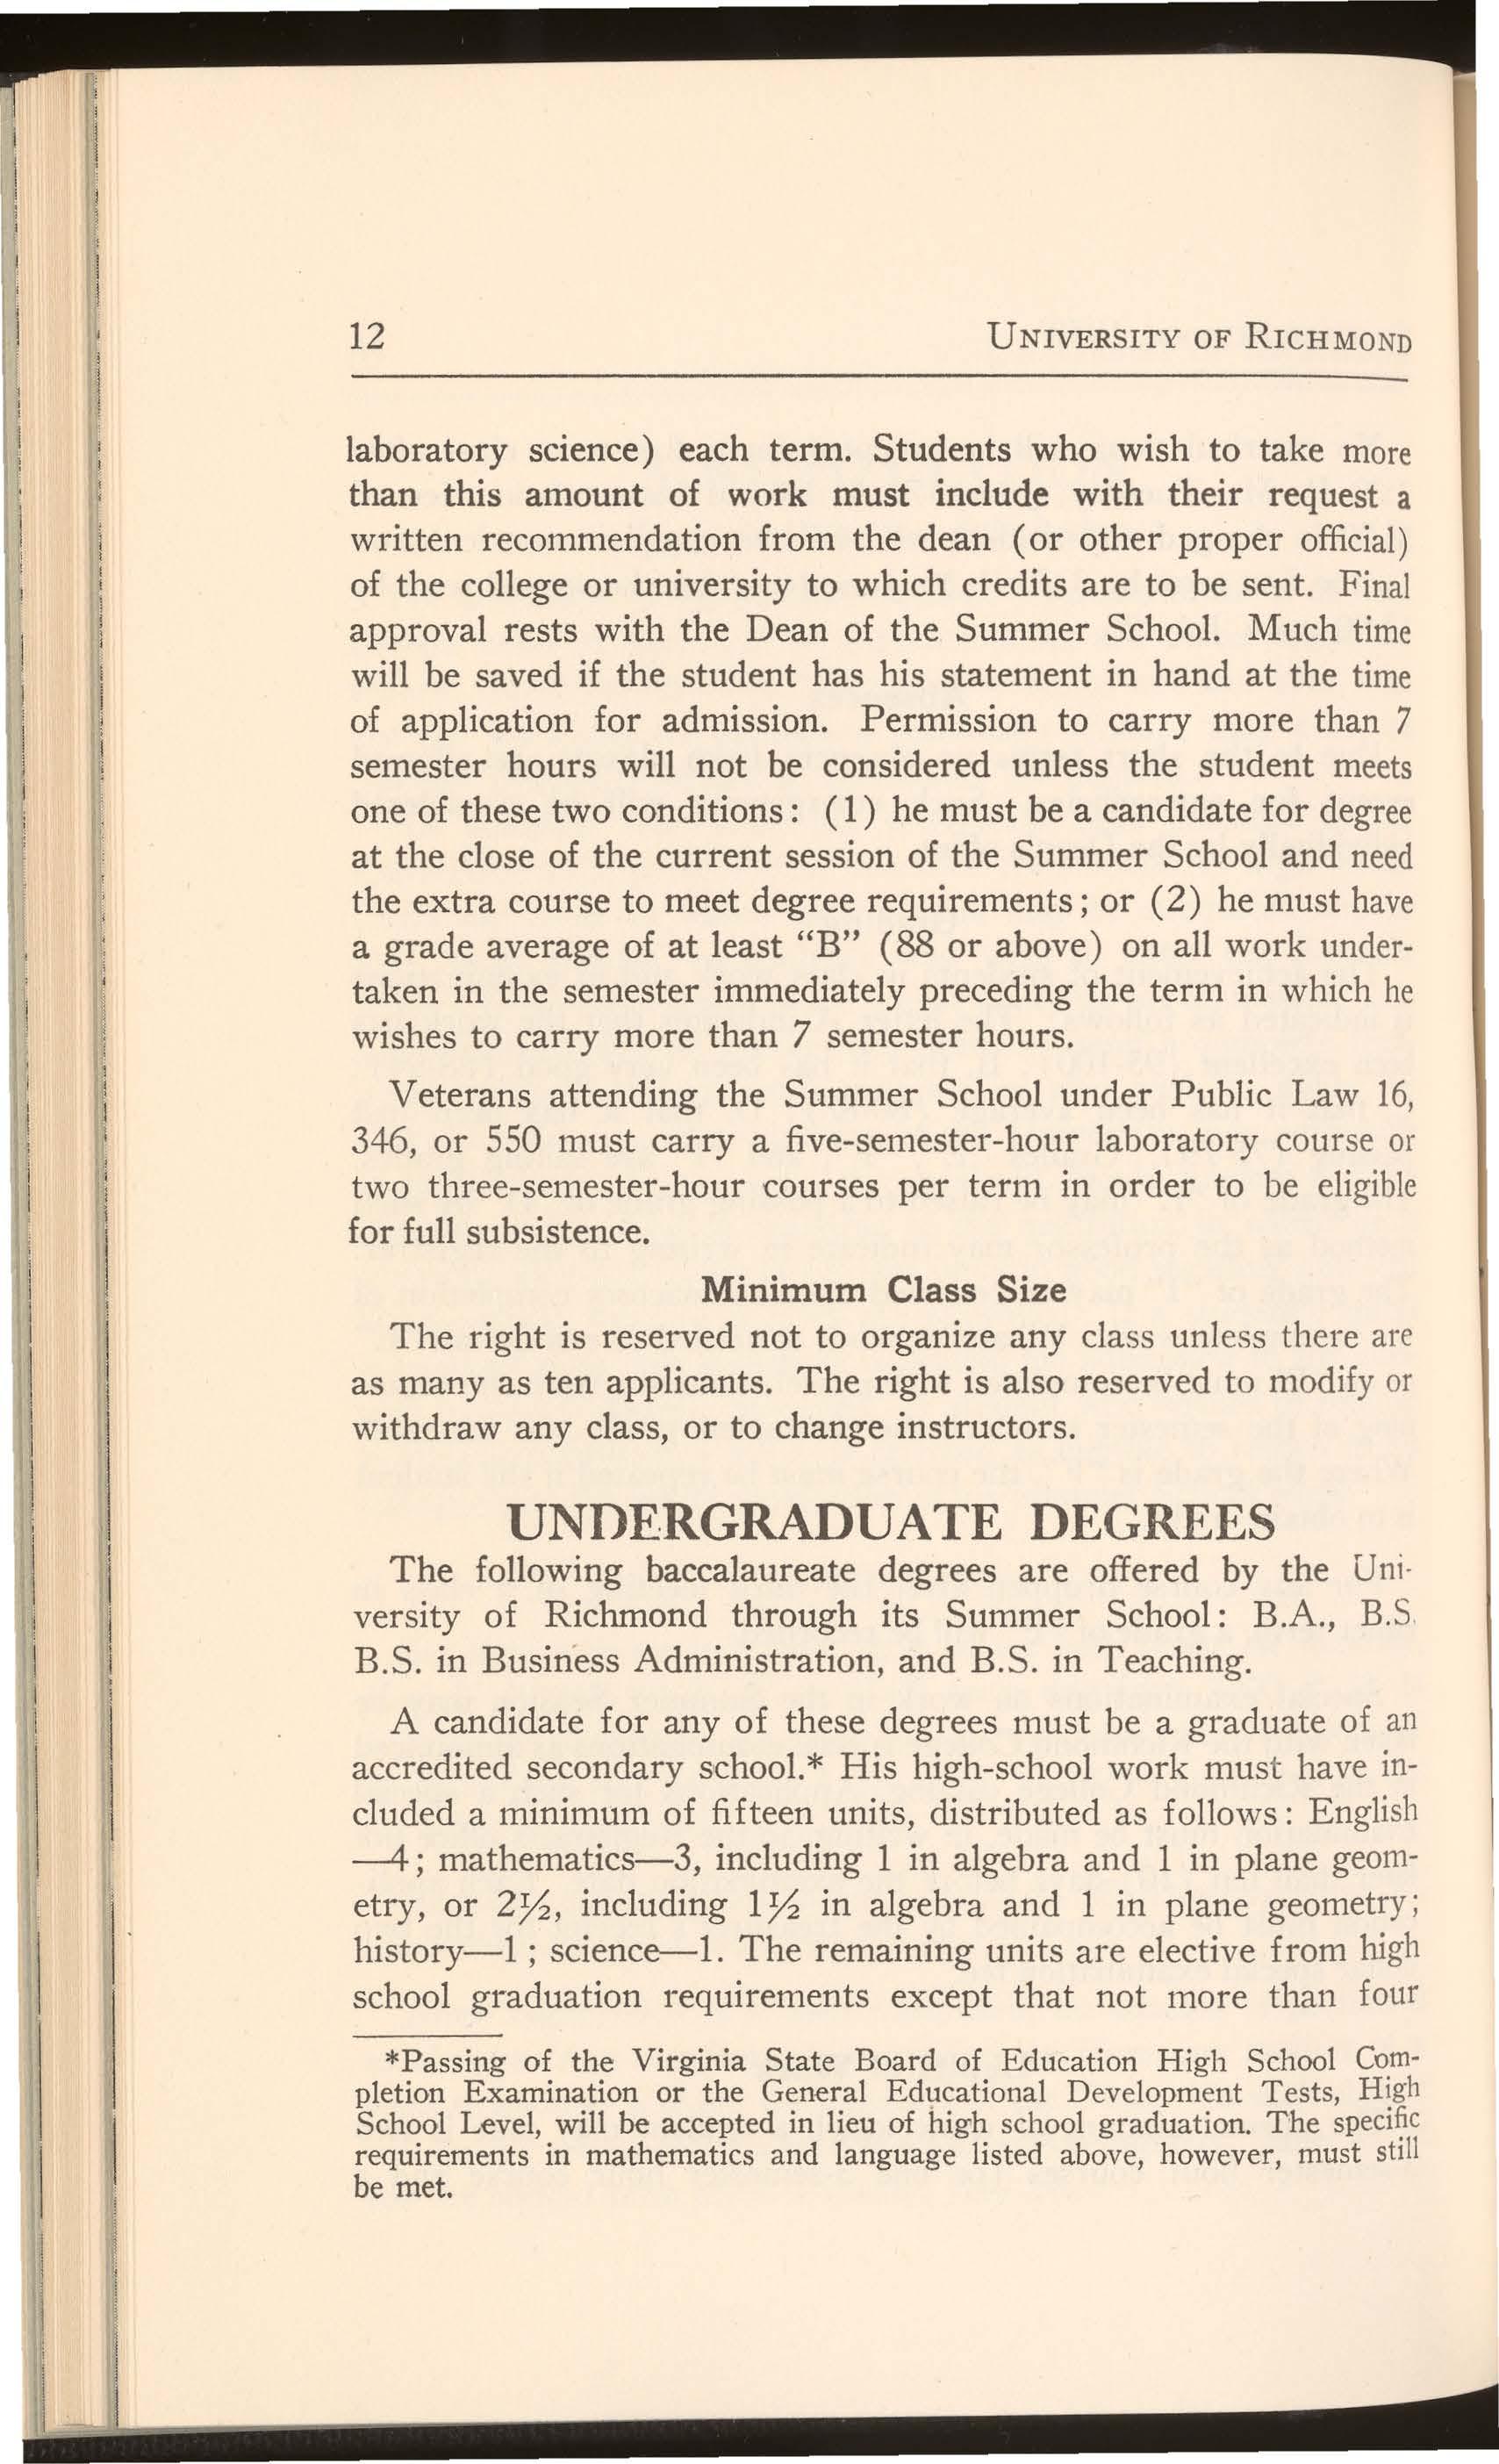 12 UNIVERSITY OF RICHMOND
laboratory science) each term. Students who wish to take more
than this amount of work must include with their request a
written recommendation from the dean (or other proper official)
of the college or university to which credits are to be sent. Final
approval rests with the Dean of the Summer School. Much time
will be saved if the student has his statement in hand at the time
of application for admission. Permission to carry more than 7
semester hours will not be considered unless the student meets
one of these two conditions: (1) he must be a candidate for degree
at the close of the current session of the Summer School and need
the extra course to meet degree requirements; or (2) he must have
a grade average of at least “B” (88 or above) on all work under-
taken in the semester immediately preceding the term in which he
wishes to carry more than 7 semester hours.
Veterans attending the Summer School under Public Law 16,
346, or 550 must carry a five-semester-hour laboratory course or
two three-semester-hour courses per term in order to be eligible
for full subsistence.
Minimum Class Size
The right is reserved not to organize any class unless there are
as many as ten applicants. The right is also reserved to modify or
withdraw any class, or to change instructors.
UNDERGRADUATE DEGREES
The following baccalaureate degrees are offered by the Uni-
versity of Richmond through its Summer School: B.A., B.S.
B.S. in Business Administration, and B.S. in Teaching.
A candidate for any of these degrees must be a graduate of an
accredited secondary school.* His high-school work must have in-
cluded a minimum of fifteen units, distributed as follows: English
—4; mathematics—3, including 1 in algebra and 1 in plane geom-
etry, or 2½, including 1½ in algebra and 1 in plane geometry;
history—1; science—1. The remaining units are elective from high
school graduation requirements except that not more than four
*Passing of the Virginia State Board of Education High School Com-
pletion Examination or the General Educational Development Tests, High
School Level, will be accepted in lieu of high school graduation. The specific
requirements in mathematics and language listed above, however, must still
be met.